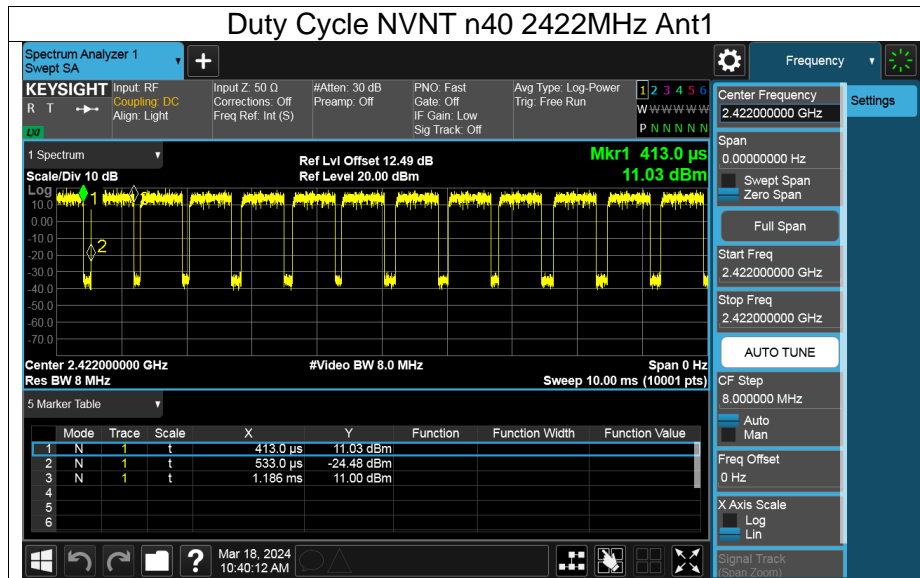 Duty Cycle NVNT n40 2422MHz Ant1
Spectrum Analyzer 1
Swept SA
+
Frequency
KEYSIGHT
R T
LXI
Input: RF
Coupling: DC
Align: Light
Input Z: 50 Ω
Corrections: Off
Freq Ref: Int (S)
#Atten: 30 dB
Preamp: Off
PNO: Fast
Gate: Off
IF Gain: Low
Sig Track: Off
Avg Type: Log-Power
Trig: Free Run
1 2 3 4 5 6
W W W W W W
P N N N N N
1 Spectrum
Scale/Div 10 dB
Ref Lvl Offset 12.49 dB
Ref Level 20.00 dBm
Mkr1 413.0 µs
11.03 dBm
Log
10.0
0.00
-10.0
-20.0
-30.0
-40.0
-50.0
-60.0
-70.0
1
2
Center 2.422000000 GHz
Res BW 8 MHz
#Video BW 8.0 MHz
Span 0 Hz
Sweep 10.00 ms (10001 pts)
5 Marker Table
Mode Trace Scale X Y Function Function Width Function Value
1 N 1 t 413.0 µs 11.03 dBm
2 N 1 t 533.0 µs -24.48 dBm
3 N 1 t 1.186 ms 11.00 dBm
4
5
6
?
Mar 18, 2024
10:40:12 AM
Center Frequency
2.422000000 GHz
Span
0.00000000 Hz
Swept Span
Zero Span
Full Span
Start Freq
2.422000000 GHz
Stop Freq
2.422000000 GHz
AUTO TUNE
CF Step
8.000000 MHz
Auto
Man
Freq Offset
0 Hz
X Axis Scale
Log
Lin
Signal Track
(Span Zoom)
Settings